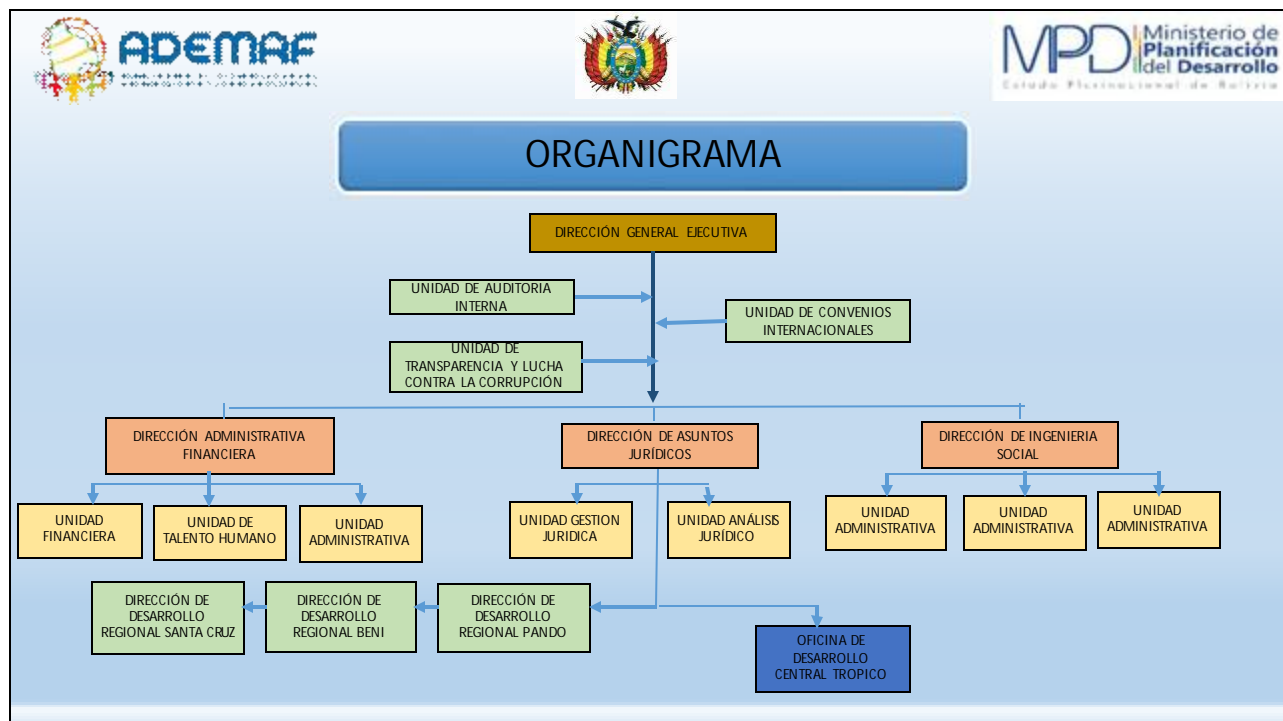 ADEMAF
MPD
Ministerio de
Planificación
del Desarrollo
Estado Plurinacional de Bolivia
ORGANIGRAMA
DIRECCIÓN GENERAL EJECUTIVA
UNIDAD DE AUDITORIA
INTERNA
UNIDAD DE CONVENIOS
INTERNACIONALES
UNIDAD DE
TRANSPARENCIA Y LUCHA
CONTRA LA CORRUPCIÓN
DIRECCIÓN ADMINISTRATIVA
FINANCIERA
DIRECCIÓN DE ASUNTOS
JURÍDICOS
DIRECCIÓN DE INGENIERIA
SOCIAL
UNIDAD
FINANCIERA
UNIDAD DE
TALENTO HUMANO
UNIDAD
ADMINISTRATIVA
UNIDAD GESTION
JURIDICA
UNIDAD ANÁLISIS
JURÍDICO
UNIDAD
ADMINISTRATIVA
UNIDAD
ADMINISTRATIVA
UNIDAD
ADMINISTRATIVA
DIRECCIÓN DE
DESARROLLO
REGIONAL SANTA CRUZ
DIRECCIÓN DE
DESARROLLO
REGIONAL BENI
DIRECCIÓN DE
DESARROLLO
REGIONAL PANDO
OFICINA DE
DESARROLLO
CENTRAL TROPICO